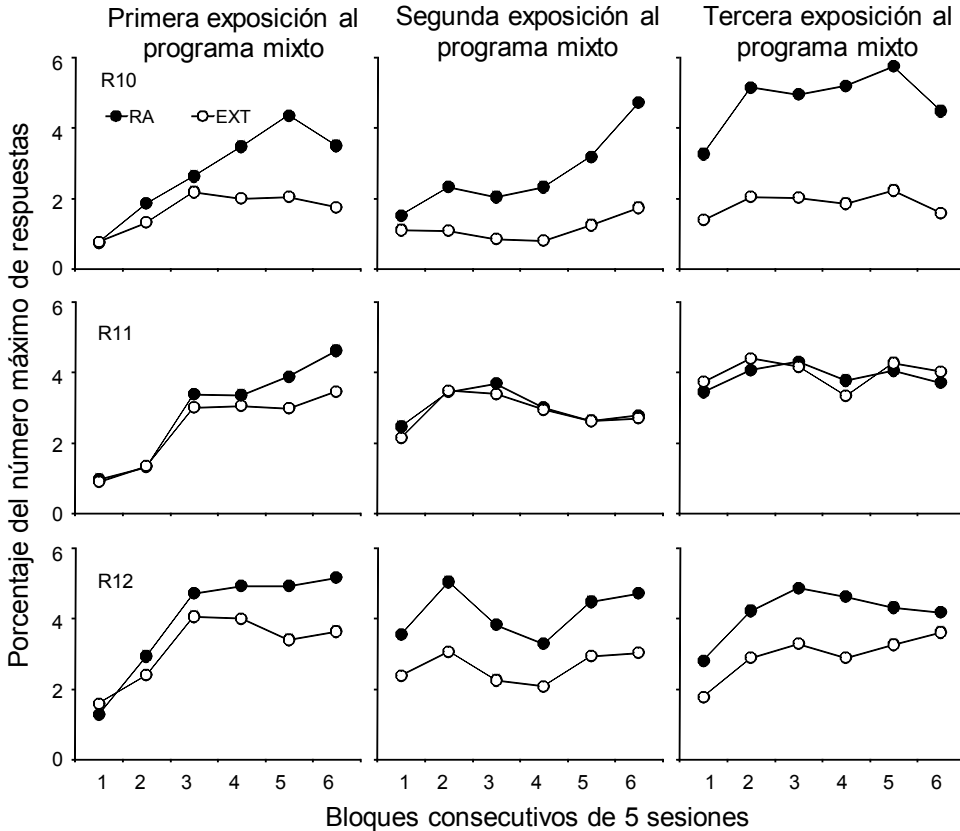 Primera exposición al
programa mixto
Segunda exposición al
programa mixto
Tercera exposición al
programa mixto
Porcentaje del número máximo de respuestas
6
R10
RA
EXT
4
2
0
6
R11
4
2
0
6
R12
4
2
0
1 2 3 4 5 6
1 2 3 4 5 6
1 2 3 4 5 6
Bloques consecutivos de 5 sesiones